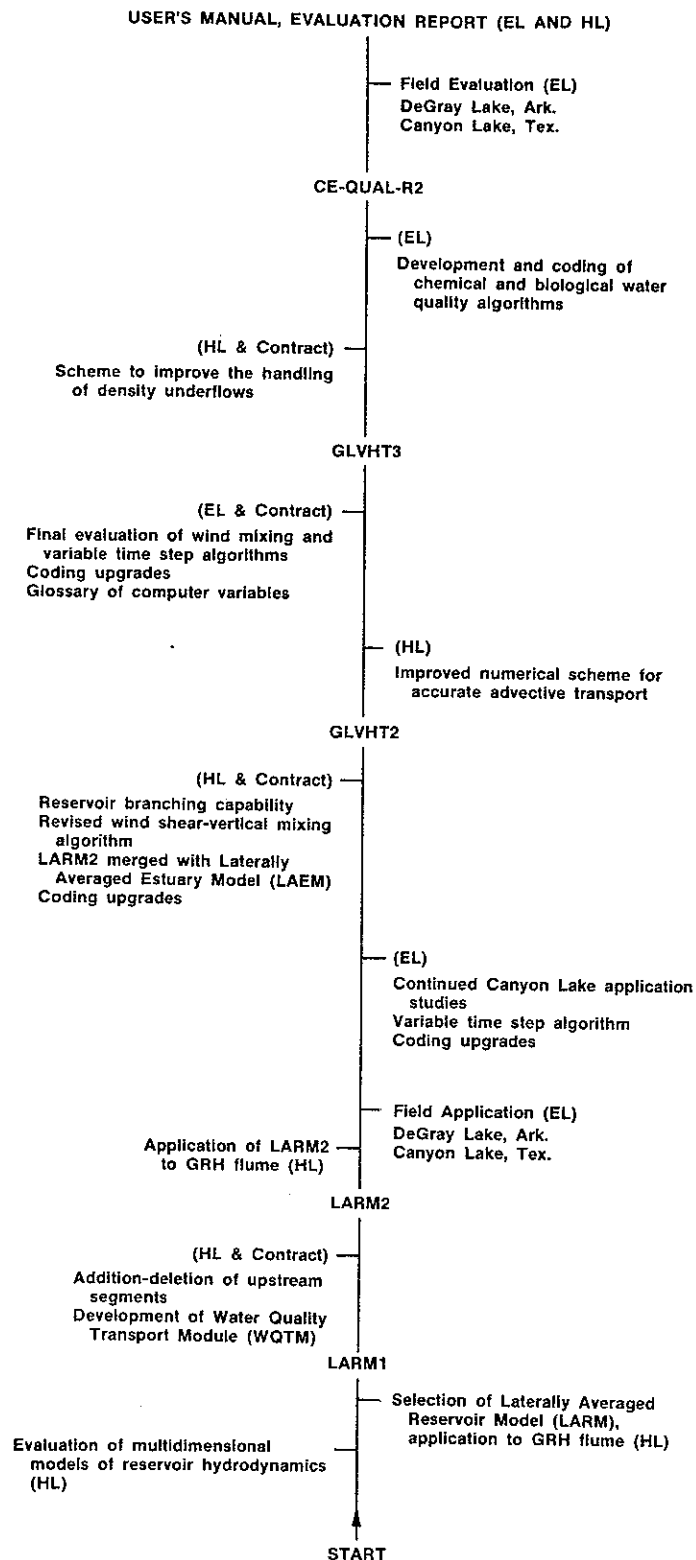 USER'S MANUAL, EVALUATION REPORT (EL AND HL)
Field Evaluation (EL)
DeGray Lake, Ark.
Canyon Lake, Tex.
CE-QUAL-R2
(EL)
Development and coding of
chemical and biological water
quality algorithms
(HL & Contract)
Scheme to improve the handling
of density underflows
GLVHT3
(EL & Contract)
Final evaluation of wind mixing and
variable time step algorithms
Coding upgrades
Glossary of computer variables
(HL)
Improved numerical scheme for
accurate advective transport
GLVHT2
(HL & Contract)
Reservoir branching capability
Revised wind shear-vertical mixing
algorithm
LARM2 merged with Laterally
Averaged Estuary Model (LAEM)
Coding upgrades
(EL)
Continued Canyon Lake application
studies
Variable time step algorithm
Coding upgrades
Field Application (EL)
DeGray Lake, Ark.
Canyon Lake, Tex.
Application of LARM2
to GRH flume (HL)
LARM2
(HL & Contract)
Addition-deletion of upstream
segments
Development of Water Quality
Transport Module (WQTM)
LARM1
Selection of Laterally Averaged
Reservoir Model (LARM),
application to GRH flume (HL)
Evaluation of multidimensional
models of reservoir hydrodynamics
(HL)
START